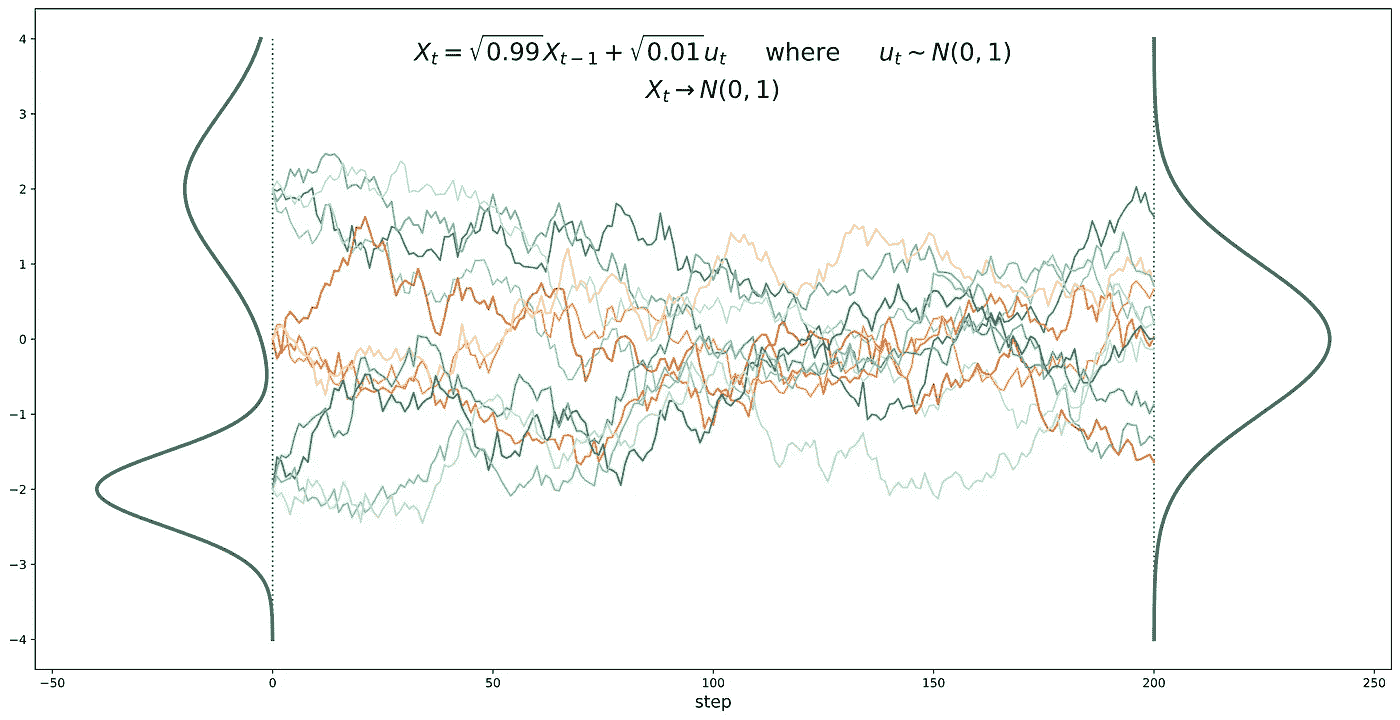 X_t = √0.99 X_{t−1} + √0.01 u_t where u_t ~ N(0, 1)
X_t → N(0, 1)
4
3
2
1
0
−1
−2
−3
−4
−50 0 50 100 150 200 250
step